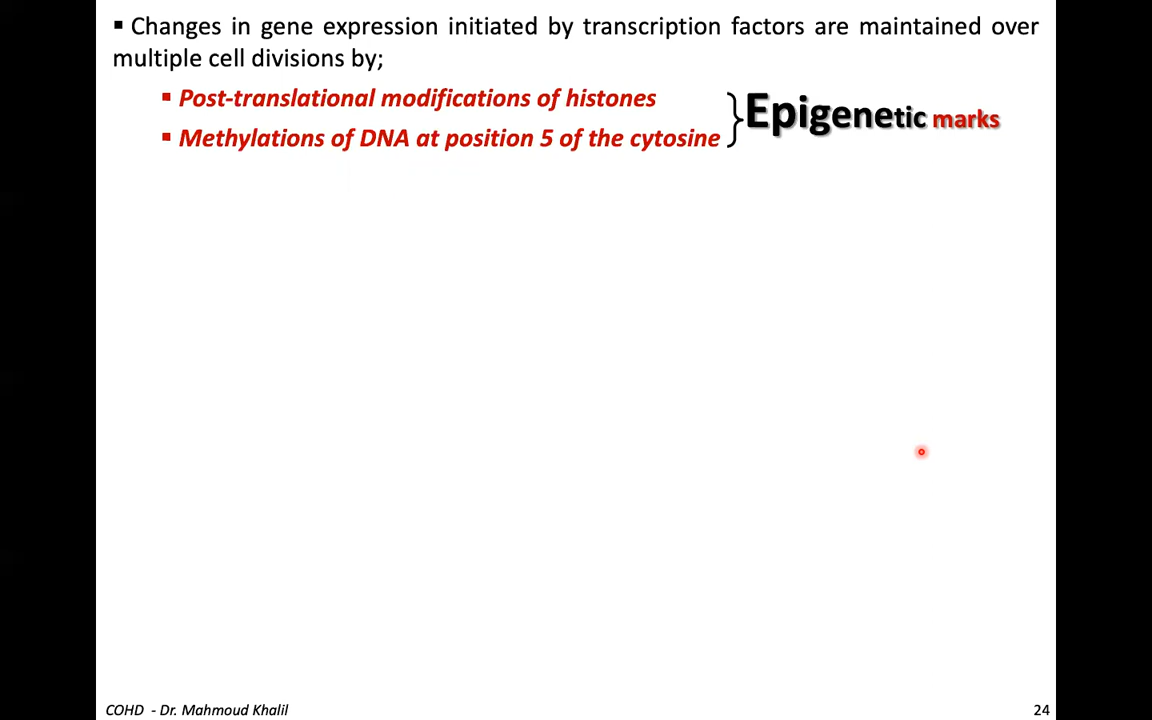 ▪ Changes in gene expression initiated by transcription factors are maintained over
multiple cell divisions by;
▪ Post-translational modifications of histones
▪ Methylations of DNA at position 5 of the cytosine
Epigenetic marks
COHD - Dr. Mahmoud Khalil
24